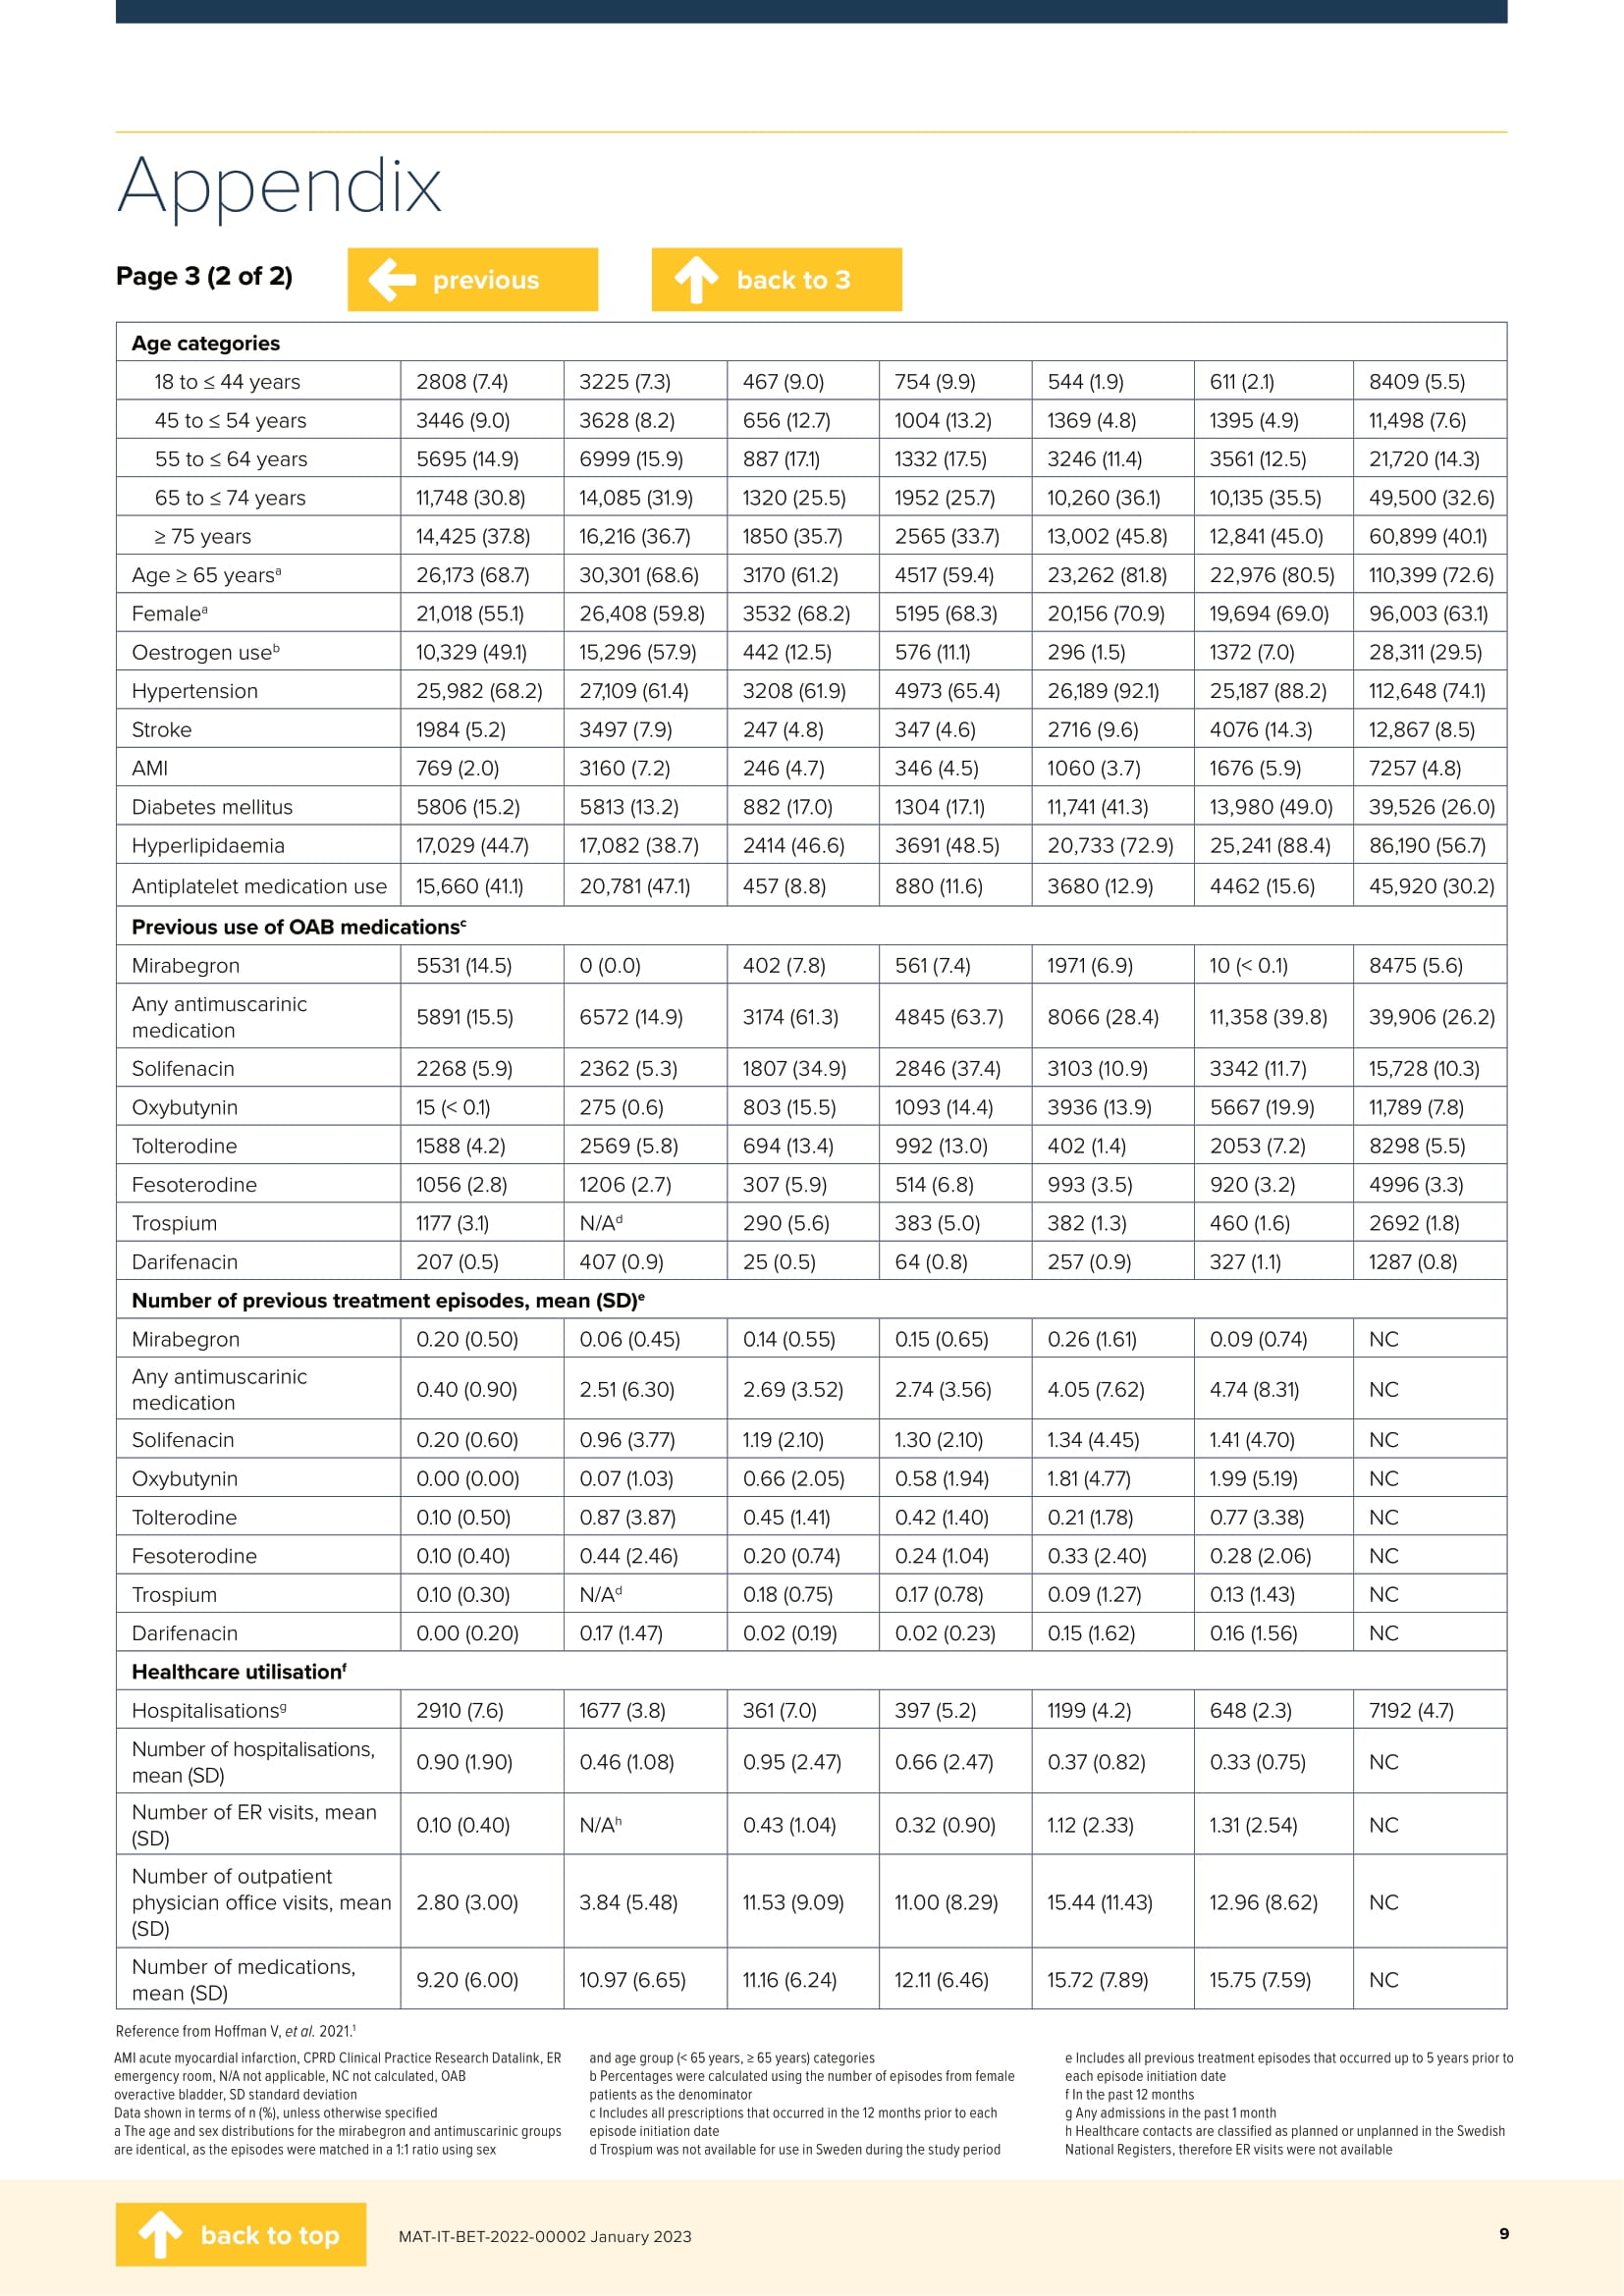 Appendix
Page 3 (2 of 2)
previous
back to 3
Age categories
18 to ≤ 44 years 2808 (7.4) 3225 (7.3) 467 (9.0) 754 (9.9) 544 (1.9) 611 (2.1) 8409 (5.5)
45 to ≤ 54 years 3446 (9.0) 3628 (8.2) 656 (12.7) 1004 (13.2) 1369 (4.8) 1395 (4.9) 11,498 (7.6)
55 to ≤ 64 years 5695 (14.9) 6999 (15.9) 887 (17.1) 1332 (17.5) 3246 (11.4) 3561 (12.5) 21,720 (14.3)
65 to ≤ 74 years 11,748 (30.8) 14,085 (31.9) 1320 (25.5) 1952 (25.7) 10,260 (36.1) 10,135 (35.5) 49,500 (32.6)
≥ 75 years 14,425 (37.8) 16,216 (36.7) 1850 (35.7) 2565 (33.7) 13,002 (45.8) 12,841 (45.0) 60,899 (40.1)
Age ≥ 65 yearsᵃ 26,173 (68.7) 30,301 (68.6) 3170 (61.2) 4517 (59.4) 23,262 (81.8) 22,976 (80.5) 110,399 (72.6)
Femaleᵃ 21,018 (55.1) 26,408 (59.8) 3532 (68.2) 5195 (68.3) 20,156 (70.9) 19,694 (69.0) 96,003 (63.1)
Oestrogen useᵇ 10,329 (49.1) 15,296 (57.9) 442 (12.5) 576 (11.1) 296 (1.5) 1372 (7.0) 28,311 (29.5)
Hypertension 25,982 (68.2) 27,109 (61.4) 3208 (61.9) 4973 (65.4) 26,189 (92.1) 25,187 (88.2) 112,648 (74.1)
Stroke 1984 (5.2) 3497 (7.9) 247 (4.8) 347 (4.6) 2716 (9.6) 4076 (14.3) 12,867 (8.5)
AMI 769 (2.0) 3160 (7.2) 246 (4.7) 346 (4.5) 1060 (3.7) 1676 (5.9) 7257 (4.8)
Diabetes mellitus 5806 (15.2) 5813 (13.2) 882 (17.0) 1304 (17.1) 11,741 (41.3) 13,980 (49.0) 39,526 (26.0)
Hyperlipidaemia 17,029 (44.7) 17,082 (38.7) 2414 (46.6) 3691 (48.5) 20,733 (72.9) 25,241 (88.4) 86,190 (56.7)
Antiplatelet medication use 15,660 (41.1) 20,781 (47.1) 457 (8.8) 880 (11.6) 3680 (12.9) 4462 (15.6) 45,920 (30.2)
Previous use of OAB medicationsᶜ
Mirabegron 5531 (14.5) 0 (0.0) 402 (7.8) 561 (7.4) 1971 (6.9) 10 (< 0.1) 8475 (5.6)
Any antimuscarinic
medication 5891 (15.5) 6572 (14.9) 3174 (61.3) 4845 (63.7) 8066 (28.4) 11,358 (39.8) 39,906 (26.2)
Solifenacin 2268 (5.9) 2362 (5.3) 1807 (34.9) 2846 (37.4) 3103 (10.9) 3342 (11.7) 15,728 (10.3)
Oxybutynin 15 (< 0.1) 275 (0.6) 803 (15.5) 1093 (14.4) 3936 (13.9) 5667 (19.9) 11,789 (7.8)
Tolterodine 1588 (4.2) 2569 (5.8) 694 (13.4) 992 (13.0) 402 (1.4) 2053 (7.2) 8298 (5.5)
Fesoterodine 1056 (2.8) 1206 (2.7) 307 (5.9) 514 (6.8) 993 (3.5) 920 (3.2) 4996 (3.3)
Trospium 1177 (3.1) N/Aᵈ 290 (5.6) 383 (5.0) 382 (1.3) 460 (1.6) 2692 (1.8)
Darifenacin 207 (0.5) 407 (0.9) 25 (0.5) 64 (0.8) 257 (0.9) 327 (1.1) 1287 (0.8)
Number of previous treatment episodes, mean (SD)ᵉ
Mirabegron 0.20 (0.50) 0.06 (0.45) 0.14 (0.55) 0.15 (0.65) 0.26 (1.61) 0.09 (0.74) NC
Any antimuscarinic
medication 0.40 (0.90) 2.51 (6.30) 2.69 (3.52) 2.74 (3.56) 4.05 (7.62) 4.74 (8.31) NC
Solifenacin 0.20 (0.60) 0.96 (3.77) 1.19 (2.10) 1.30 (2.10) 1.34 (4.45) 1.41 (4.70) NC
Oxybutynin 0.00 (0.00) 0.07 (1.03) 0.66 (2.05) 0.58 (1.94) 1.81 (4.77) 1.99 (5.19) NC
Tolterodine 0.10 (0.50) 0.87 (3.87) 0.45 (1.41) 0.42 (1.40) 0.21 (1.78) 0.77 (3.38) NC
Fesoterodine 0.10 (0.40) 0.44 (2.46) 0.20 (0.74) 0.24 (1.04) 0.33 (2.40) 0.28 (2.06) NC
Trospium 0.10 (0.30) N/Aᵈ 0.18 (0.75) 0.17 (0.78) 0.09 (1.27) 0.13 (1.43) NC
Darifenacin 0.00 (0.20) 0.17 (1.47) 0.02 (0.19) 0.02 (0.23) 0.15 (1.62) 0.16 (1.56) NC
Healthcare utilisationᶠ
Hospitalisationsᵍ 2910 (7.6) 1677 (3.8) 361 (7.0) 397 (5.2) 1199 (4.2) 648 (2.3) 7192 (4.7)
Number of hospitalisations,
mean (SD) 0.90 (1.90) 0.46 (1.08) 0.95 (2.47) 0.66 (2.47) 0.37 (0.82) 0.33 (0.75) NC
Number of ER visits, mean
(SD) 0.10 (0.40) N/Aʰ 0.43 (1.04) 0.32 (0.90) 1.12 (2.33) 1.31 (2.54) NC
Number of outpatient
physician office visits, mean
(SD) 2.80 (3.00) 3.84 (5.48) 11.53 (9.09) 11.00 (8.29) 15.44 (11.43) 12.96 (8.62) NC
Number of medications,
mean (SD) 9.20 (6.00) 10.97 (6.65) 11.16 (6.24) 12.11 (6.46) 15.72 (7.89) 15.75 (7.59) NC
Reference from Hoffman V, et al. 2021.¹
AMI acute myocardial infarction, CPRD Clinical Practice Research Datalink, ER
emergency room, N/A not applicable, NC not calculated, OAB
overactive bladder, SD standard deviation
Data shown in terms of n (%), unless otherwise specified
a The age and sex distributions for the mirabegron and antimuscarinic groups
are identical, as the episodes were matched in a 1:1 ratio using sex
and age group (< 65 years, ≥ 65 years) categories
b Percentages were calculated using the number of episodes from female
patients as the denominator
c Includes all prescriptions that occurred in the 12 months prior to each
episode initiation date
d Trospium was not available for use in Sweden during the study period
e Includes all previous treatment episodes that occurred up to 5 years prior to
each episode initiation date
f In the past 12 months
g Any admissions in the past 1 month
h Healthcare contacts are classified as planned or unplanned in the Swedish
National Registers, therefore ER visits were not available
back to top
MAT-IT-BET-2022-00002 January 2023
9